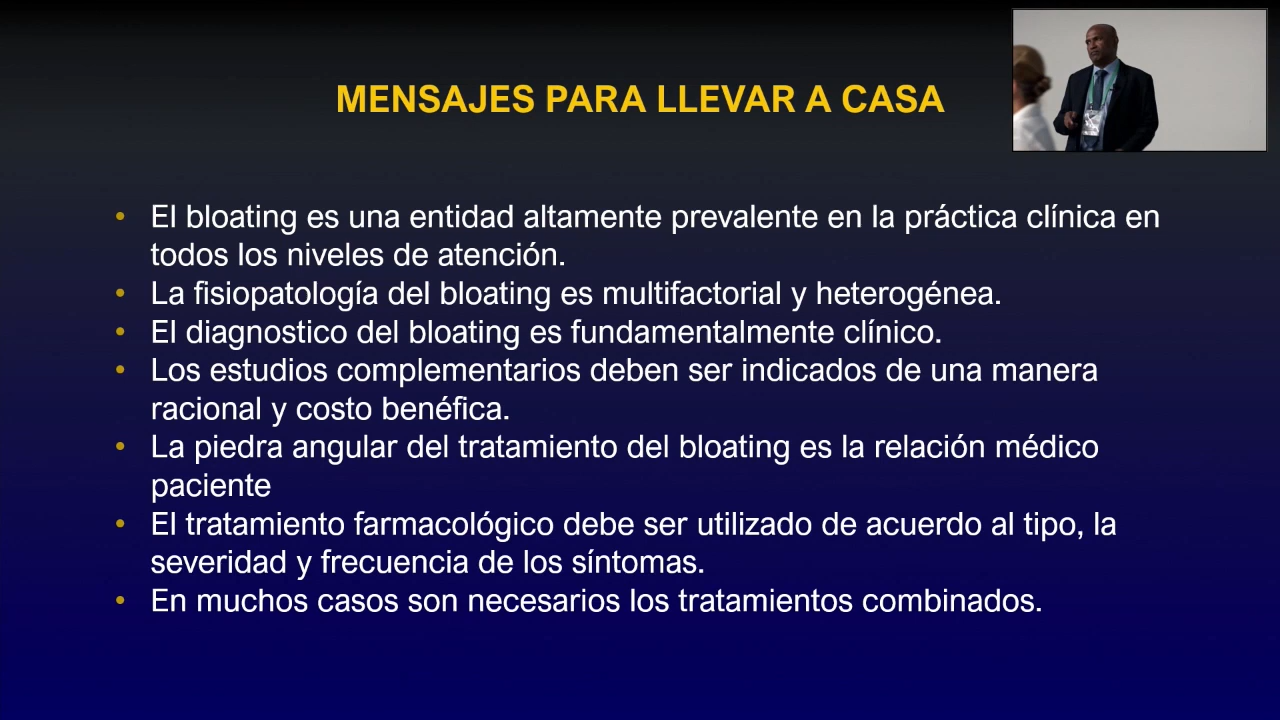 MENSAJES PARA LLEVAR A CASA
• El bloating es una entidad altamente prevalente en la práctica clínica en
todos los niveles de atención.
• La fisiopatología del bloating es multifactorial y heterogénea.
• El diagnostico del bloating es fundamentalmente clínico.
• Los estudios complementarios deben ser indicados de una manera
racional y costo benéfica.
• La piedra angular del tratamiento del bloating es la relación médico
paciente
• El tratamiento farmacológico debe ser utilizado de acuerdo al tipo, la
severidad y frecuencia de los síntomas.
• En muchos casos son necesarios los tratamientos combinados.